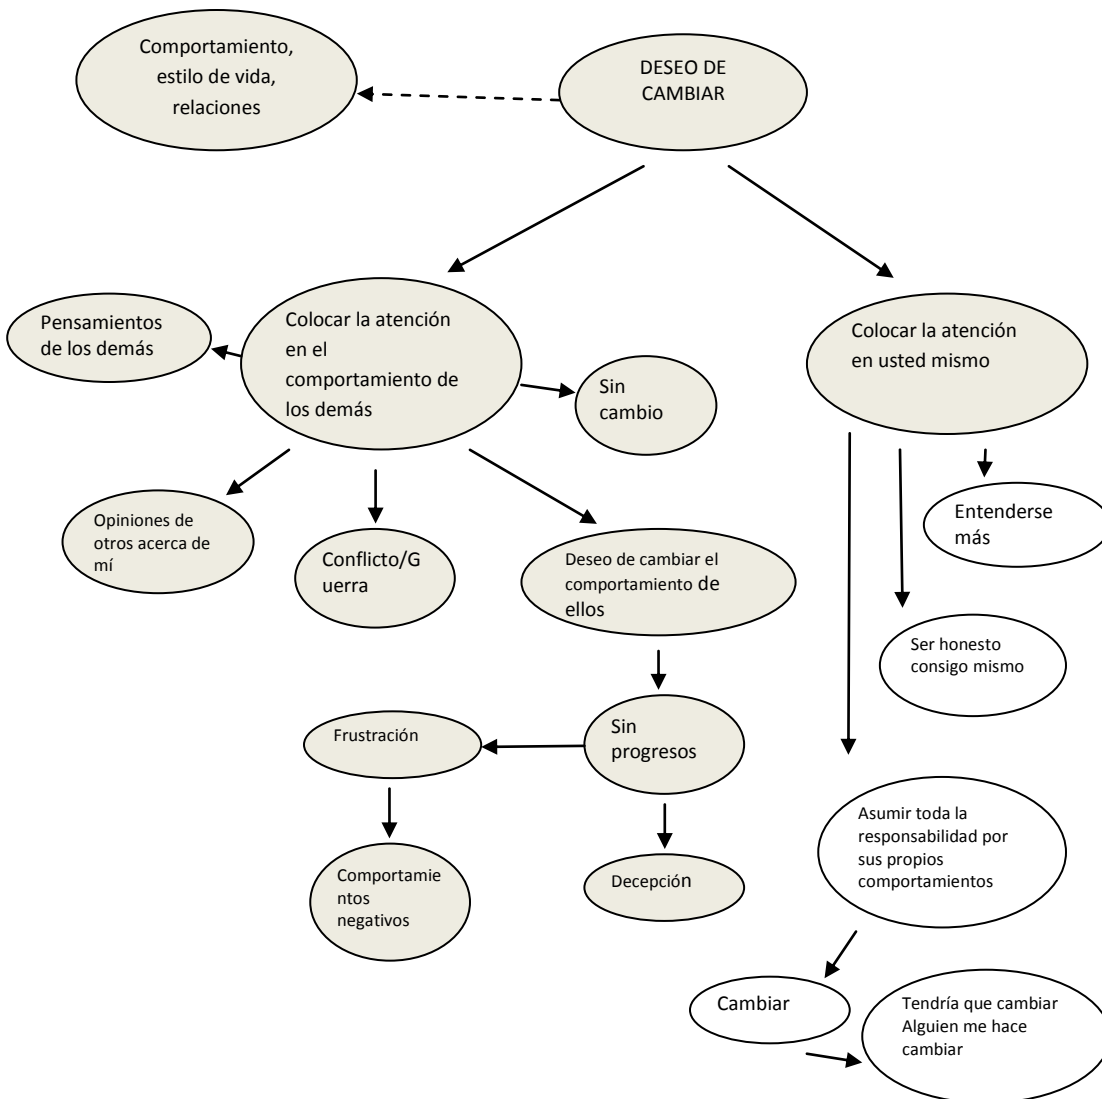 Comportamiento,
estilo de vida,
relaciones
DESEO DE
CAMBIAR
Pensamientos
de los demás
Colocar la atención
en el
comportamiento de
los demás
Sin
cambio
Colocar la atención
en usted mismo
Opiniones de
otros acerca de
mí
Conflicto/G
uerra
Deseo de cambiar el
comportamiento de
ellos
Entenderse
más
Ser honesto
consigo mismo
Frustración
Sin
progresos
Comportamie
ntos
negativos
Decepción
Asumir toda la
responsabilidad por
sus propios
comportamientos
Cambiar
Tendría que cambiar
Alguien me hace
cambiar